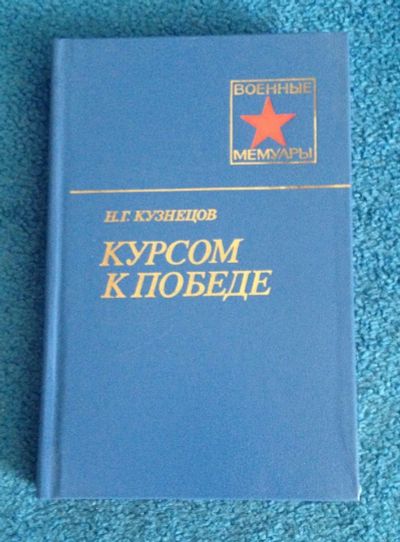 ВОЕННЫЕ
МЕМУАРЫ
Н.Г. КУЗНЕЦОВ
КУРСОМ
К ПОБЕДЕ